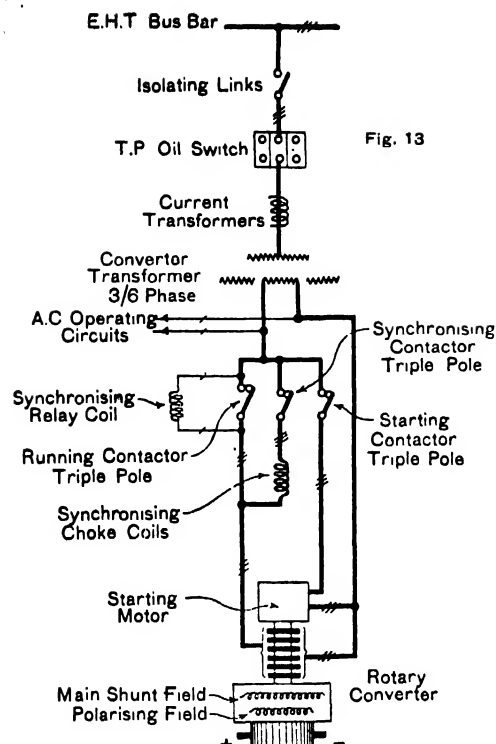 E.H.T Bus Bar
Isolating Links
T.P Oil Switch
Fig. 13
Current
Transformers
Convertor
Transformer
3/6 Phase
A.C Operating
Circuits
Synchronising
Contactor
Triple Pole
Synchronising
Relay Coil
Starting
Contactor
Triple Pole
Running Contactor
Triple Pole
Synchronising
Choke Coils
Starting
Motor
Rotary
Converter
Main Shunt Field
Polarising Field
+ −